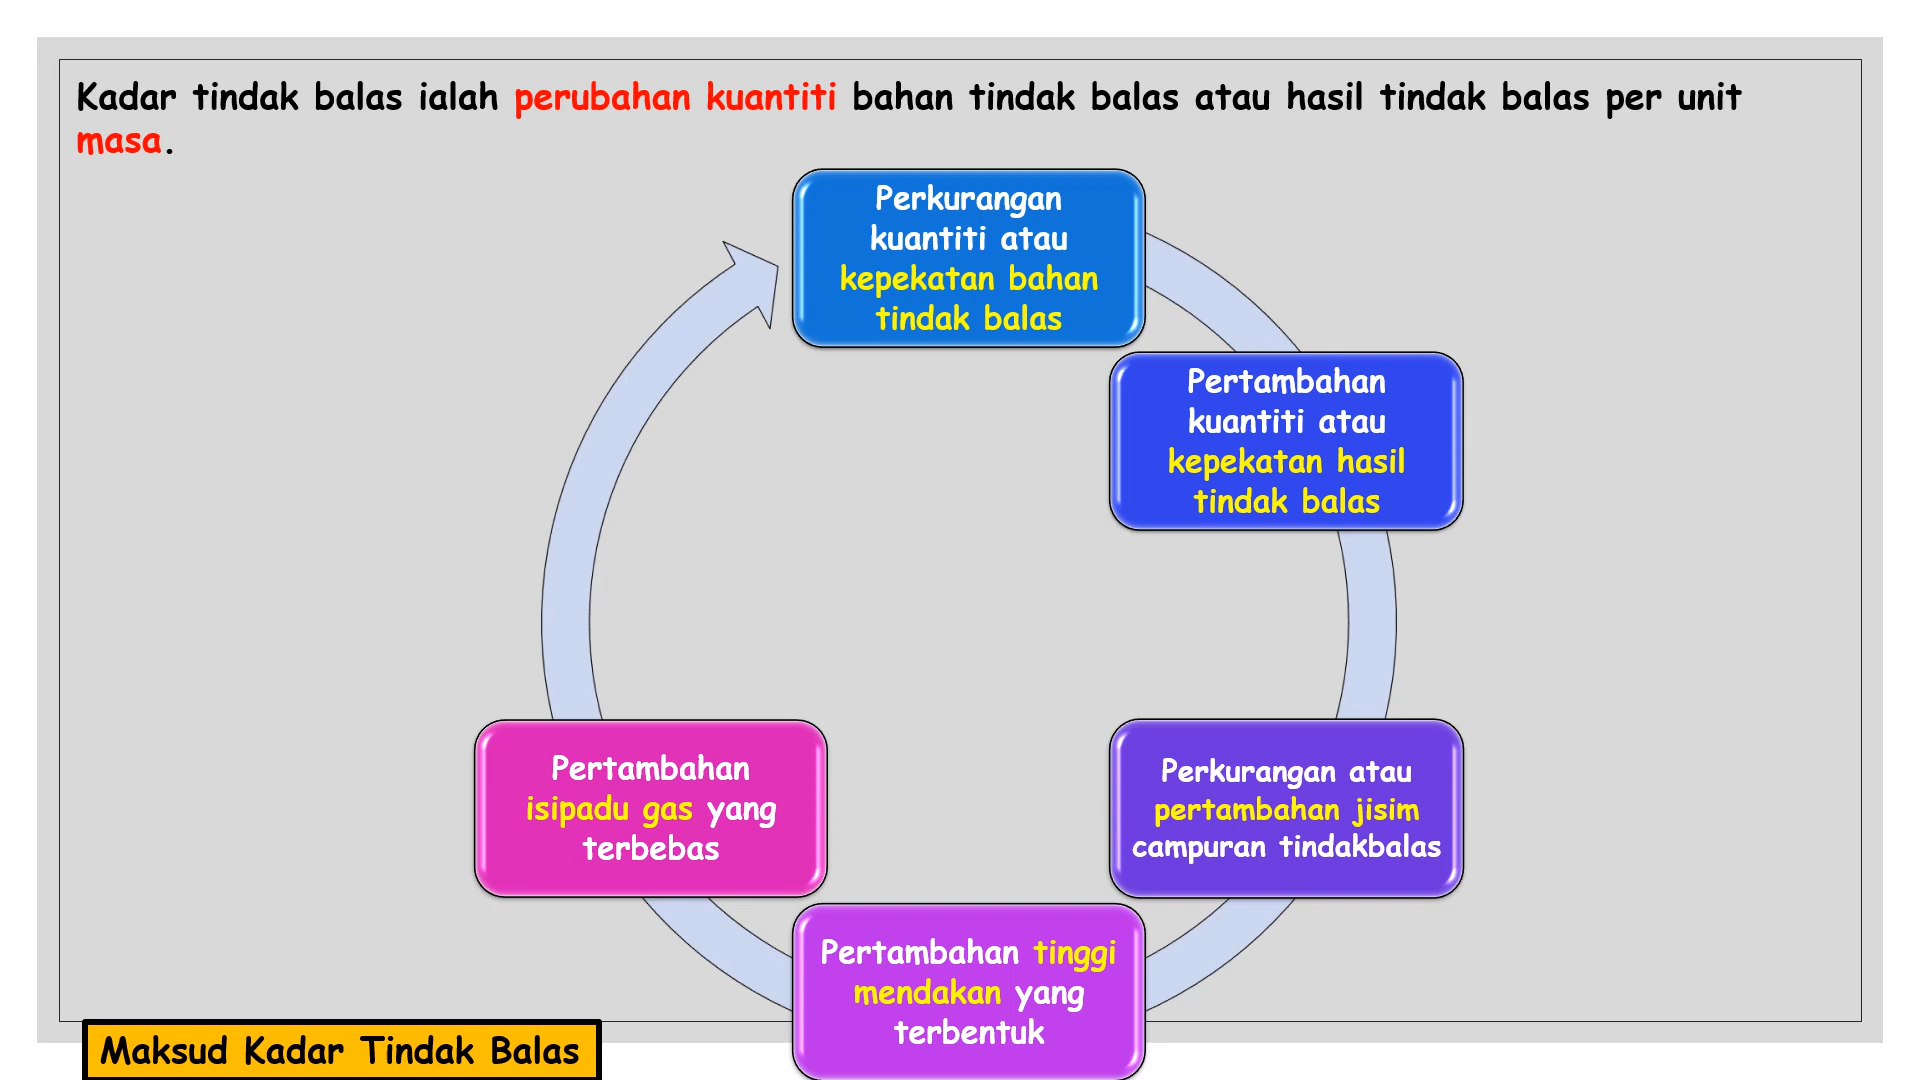 Kadar tindak balas ialah perubahan kuantiti bahan tindak balas atau hasil tindak balas per unit
masa.
Perkurangan
kuantiti atau
kepekatan bahan
tindak balas
Pertambahan
kuantiti atau
kepekatan hasil
tindak balas
Perkurangan atau
pertambahan jisim
campuran tindakbalas
Pertambahan tinggi
mendakan yang
terbentuk
Pertambahan
isipadu gas yang
terbebas
Maksud Kadar Tindak Balas